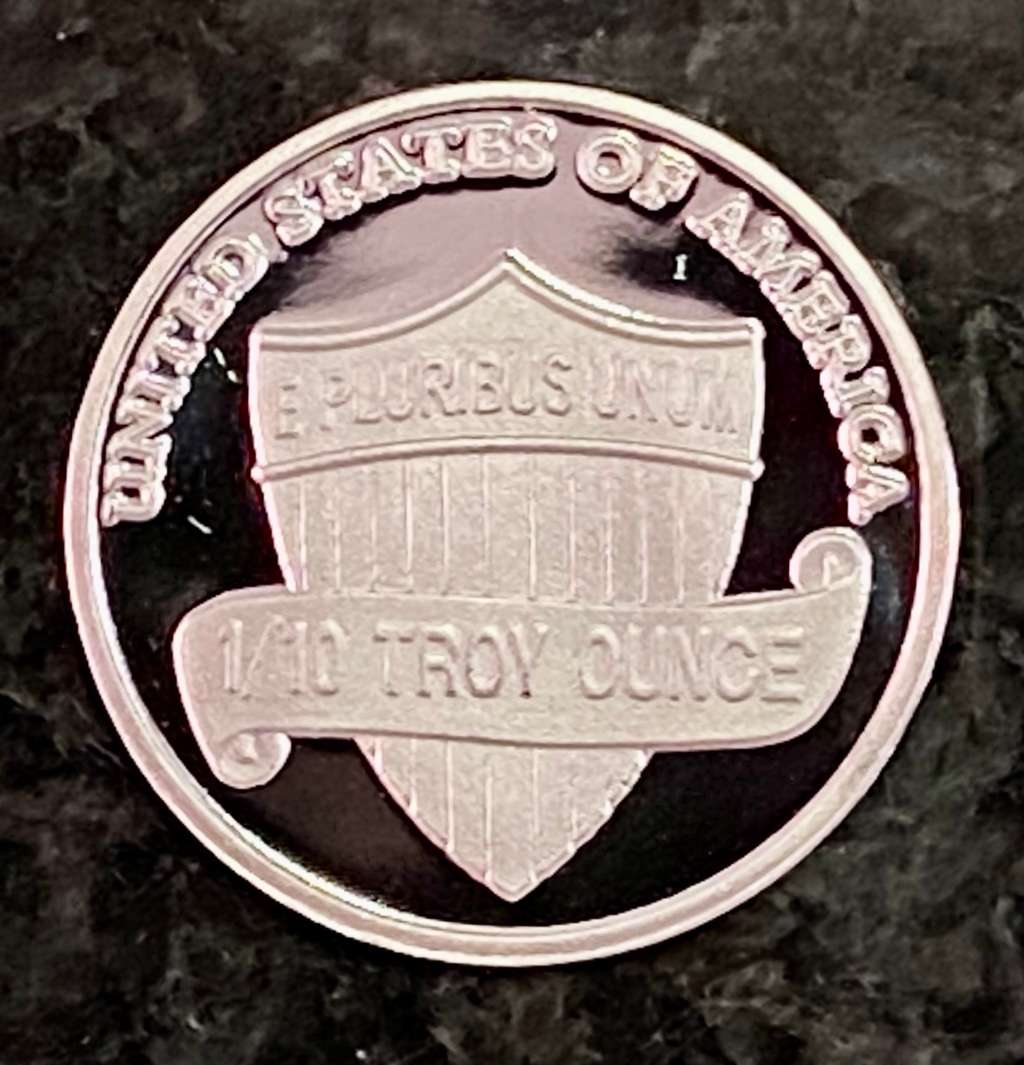 UNITED STATES OF AMERICA
E PLURIBUS UNUM
1/10 TROY OUNCE